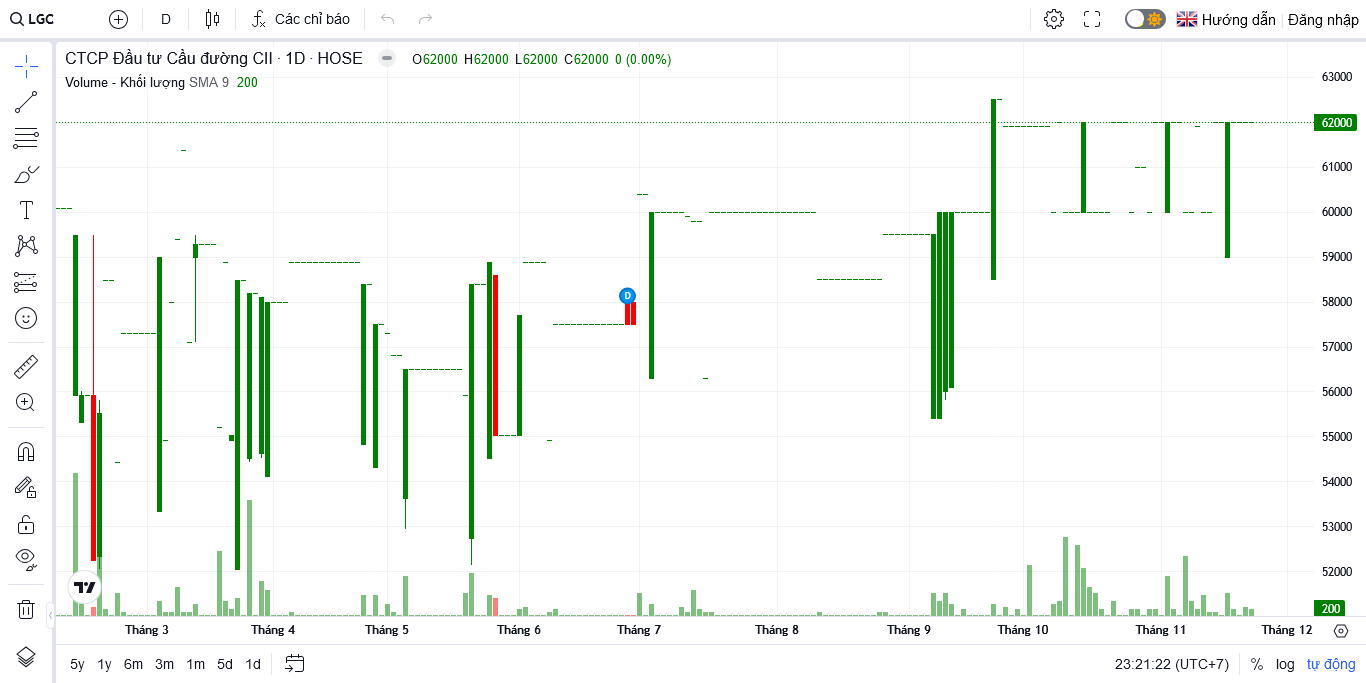 LGC D Các chỉ báo Hướng dẫn Đăng nhập
CTCP Đầu tư Cầu đường CII · 1D · HOSE O62000 H62000 L62000 C62000 0 (0.00%)
Volume - Khối lượng SMA 9 200
63000
62000
61000
60000
59000
58000
57000
56000
55000
54000
53000
52000
200
D
Tháng 3 Tháng 4 Tháng 5 Tháng 6 Tháng 7 Tháng 8 Tháng 9 Tháng 10 Tháng 11 Tháng 12
5y 1y 6m 3m 1m 5d 1d 23:21:22 (UTC+7) % log tự động